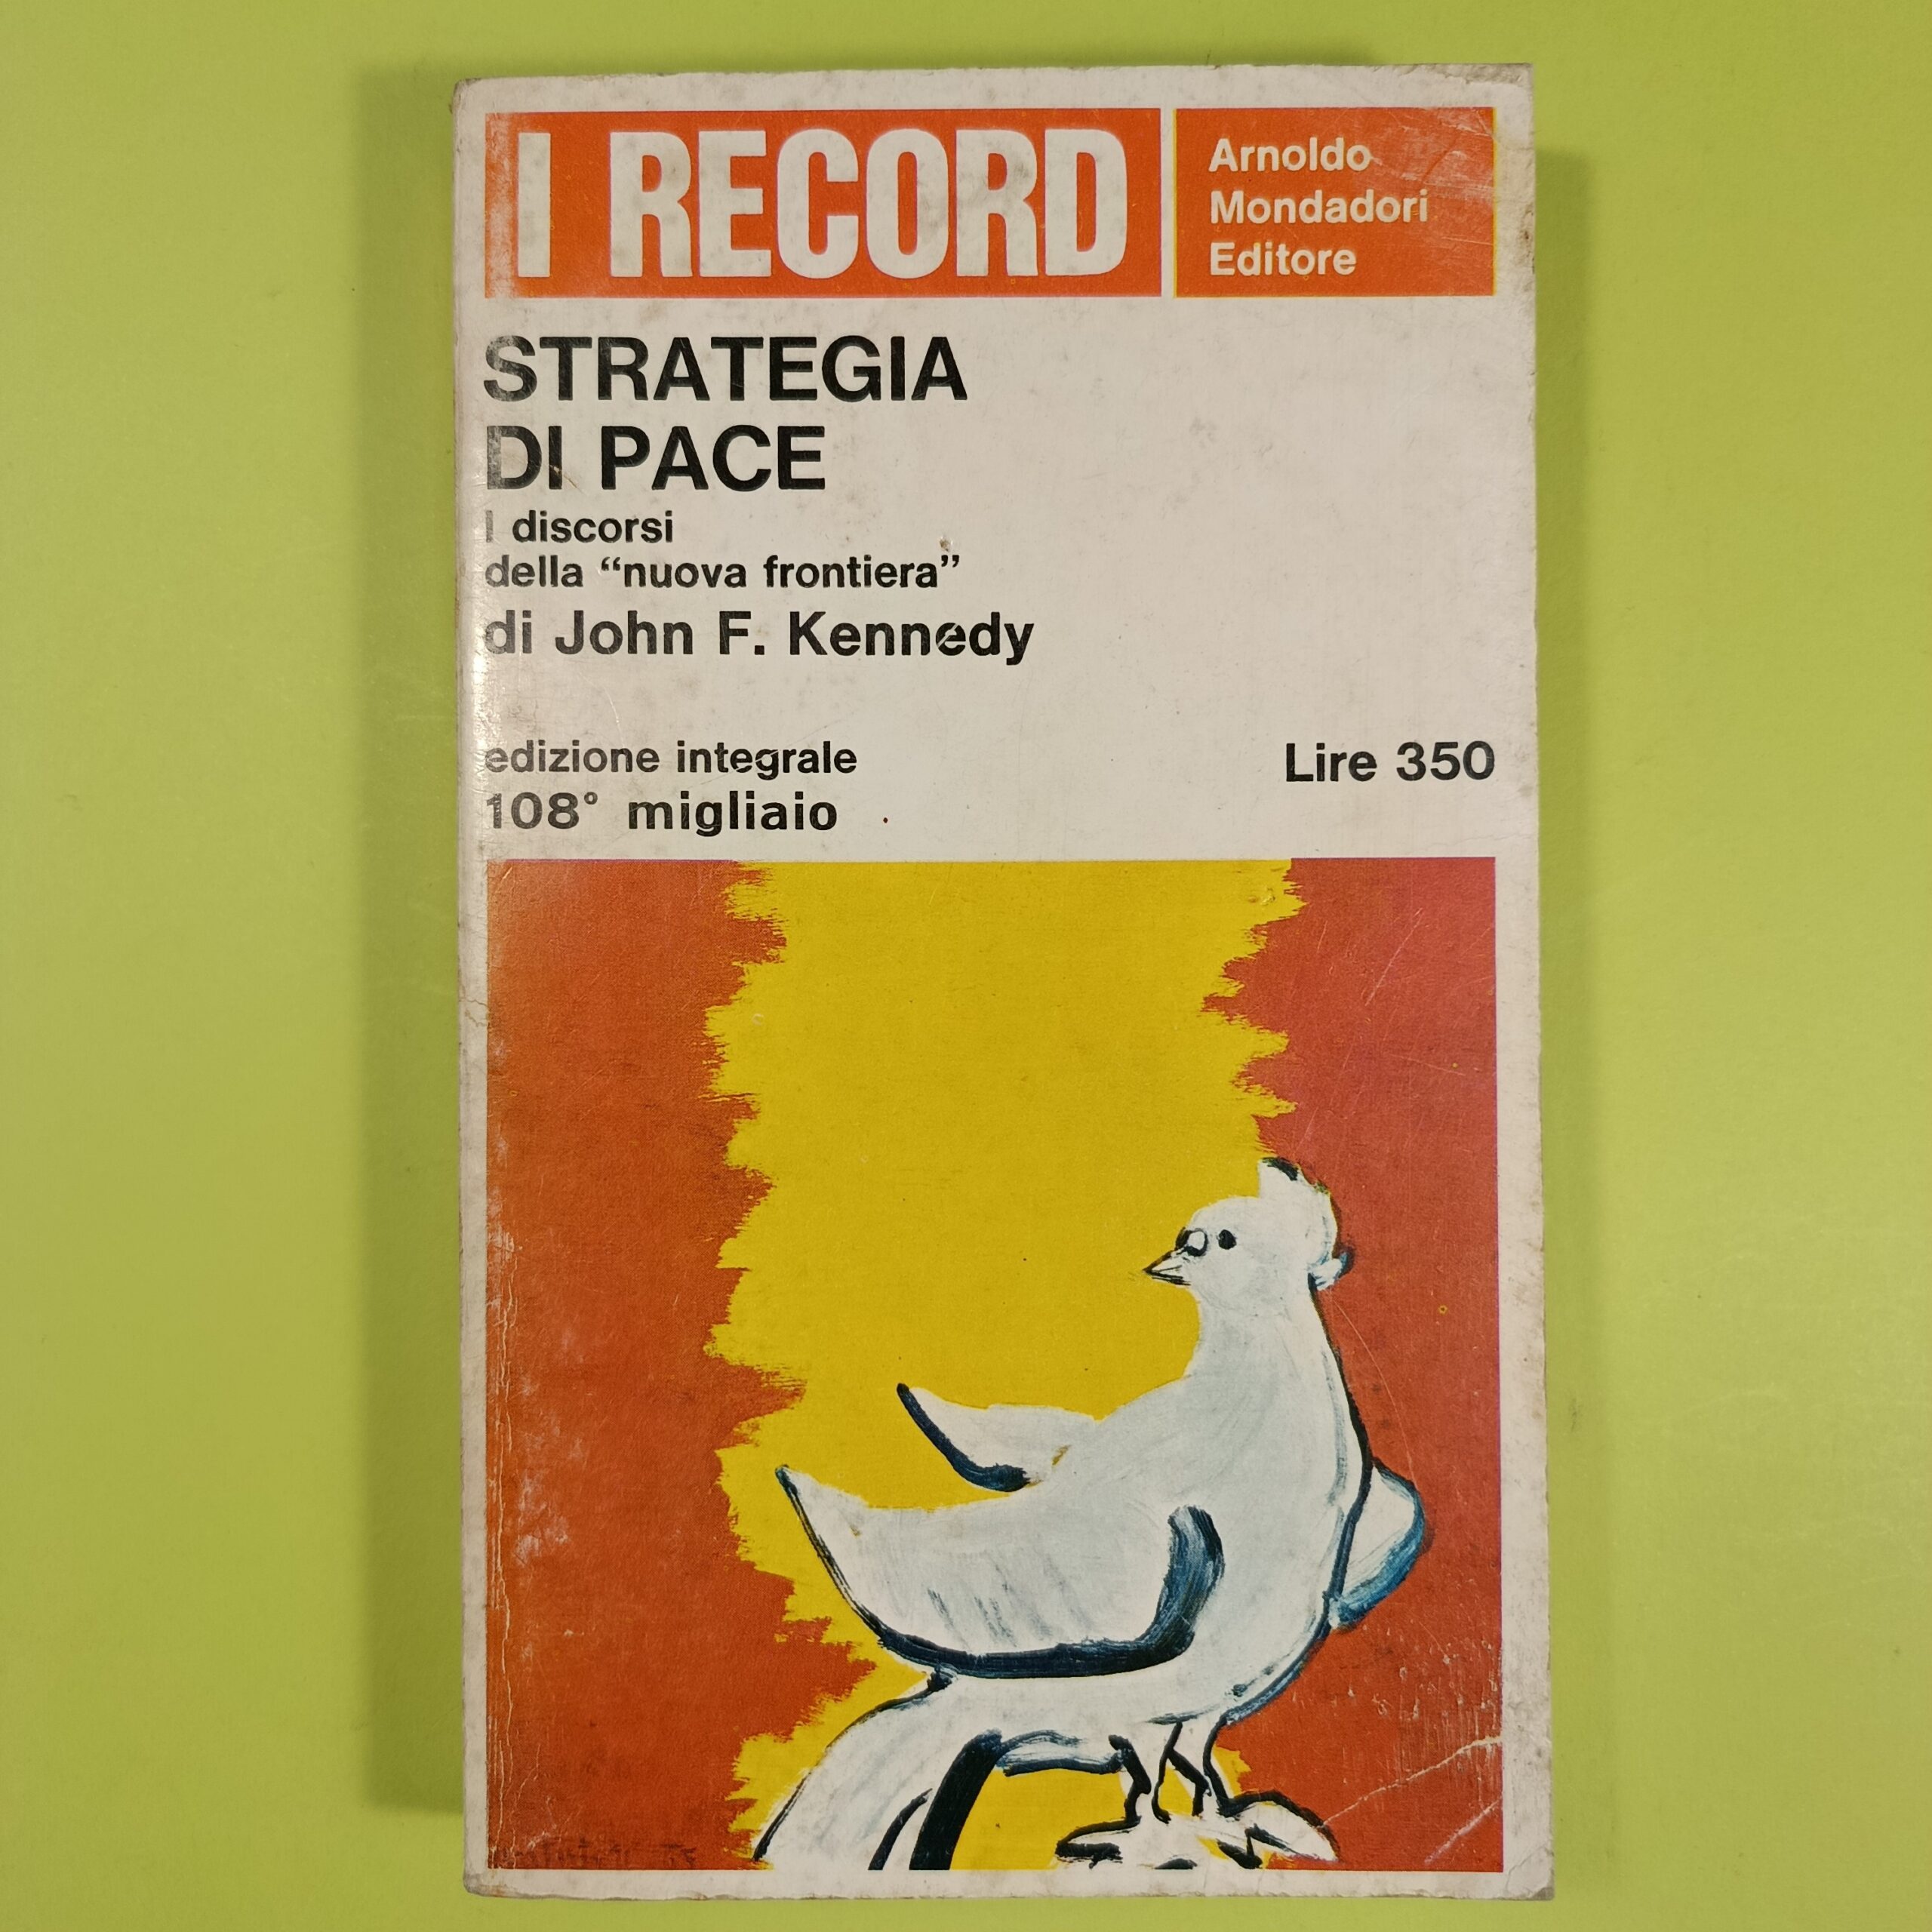 I RECORD
Arnoldo
Mondadori
Editore
STRATEGIA
DI PACE
I discorsi
della “nuova frontiera”
di John F. Kennedy
edizione integrale
108° migliaio
Lire 350